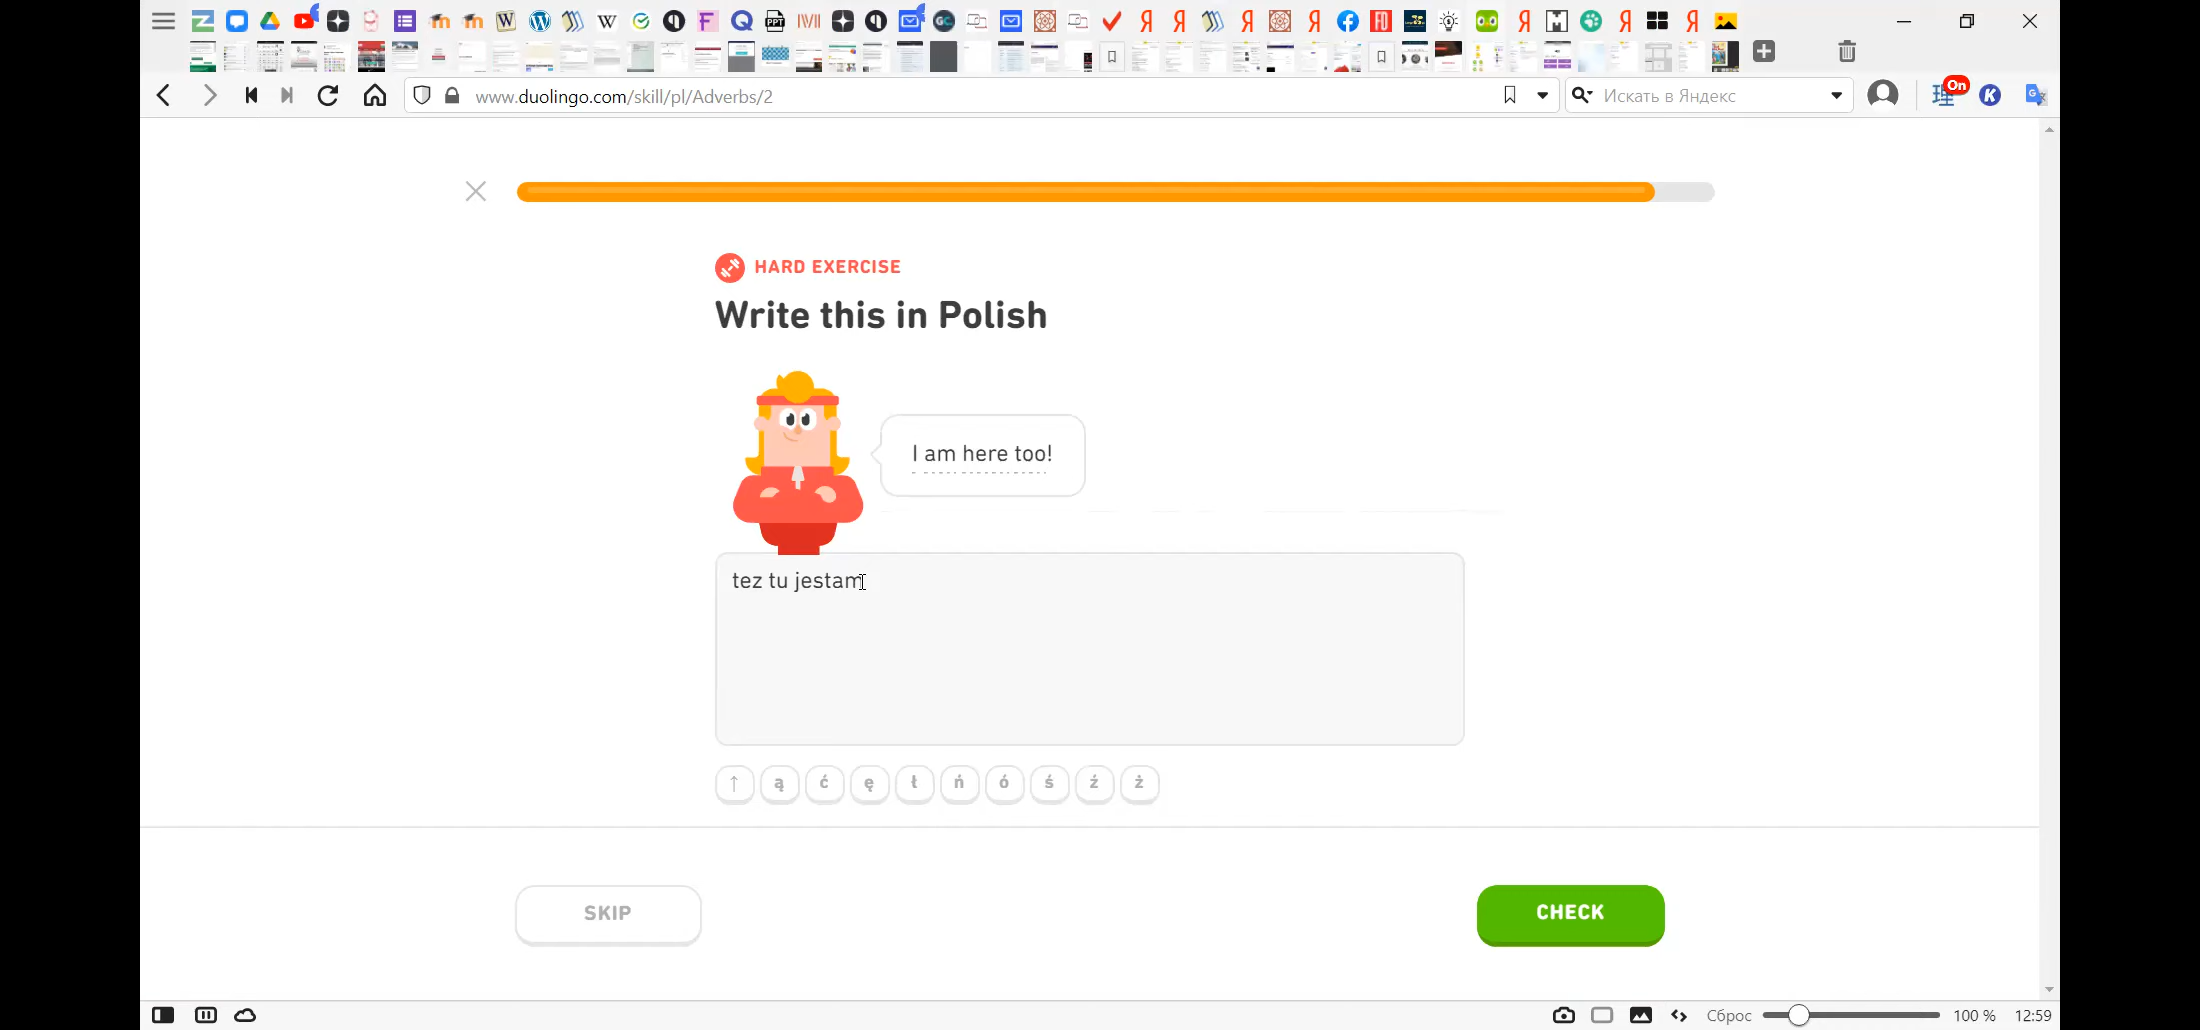 On
www.duolingo.com/skill/pl/Adverbs/2
Искать в Яндекс
HARD EXERCISE
Write this in Polish
I am here too!
tez tu jestam
↑ ą ć ę ł ń ó ś ź ż
SKIP
CHECK
Сброс
100 %
12:59